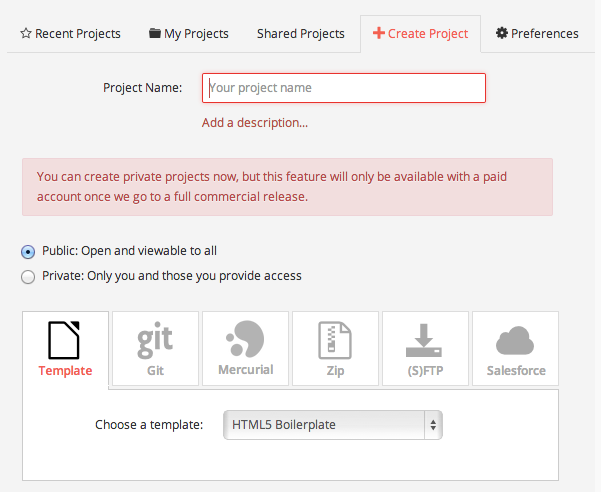 Recent Projects My Projects Shared Projects Create Project Preferences
Project Name: Your project name
Add a description...
You can create private projects now, but this feature will only be available with a paid
account once we go to a full commercial release.
Public: Open and viewable to all
Private: Only you and those you provide access
git
Template Git Mercurial Zip (S)FTP Salesforce
Choose a template: HTML5 Boilerplate